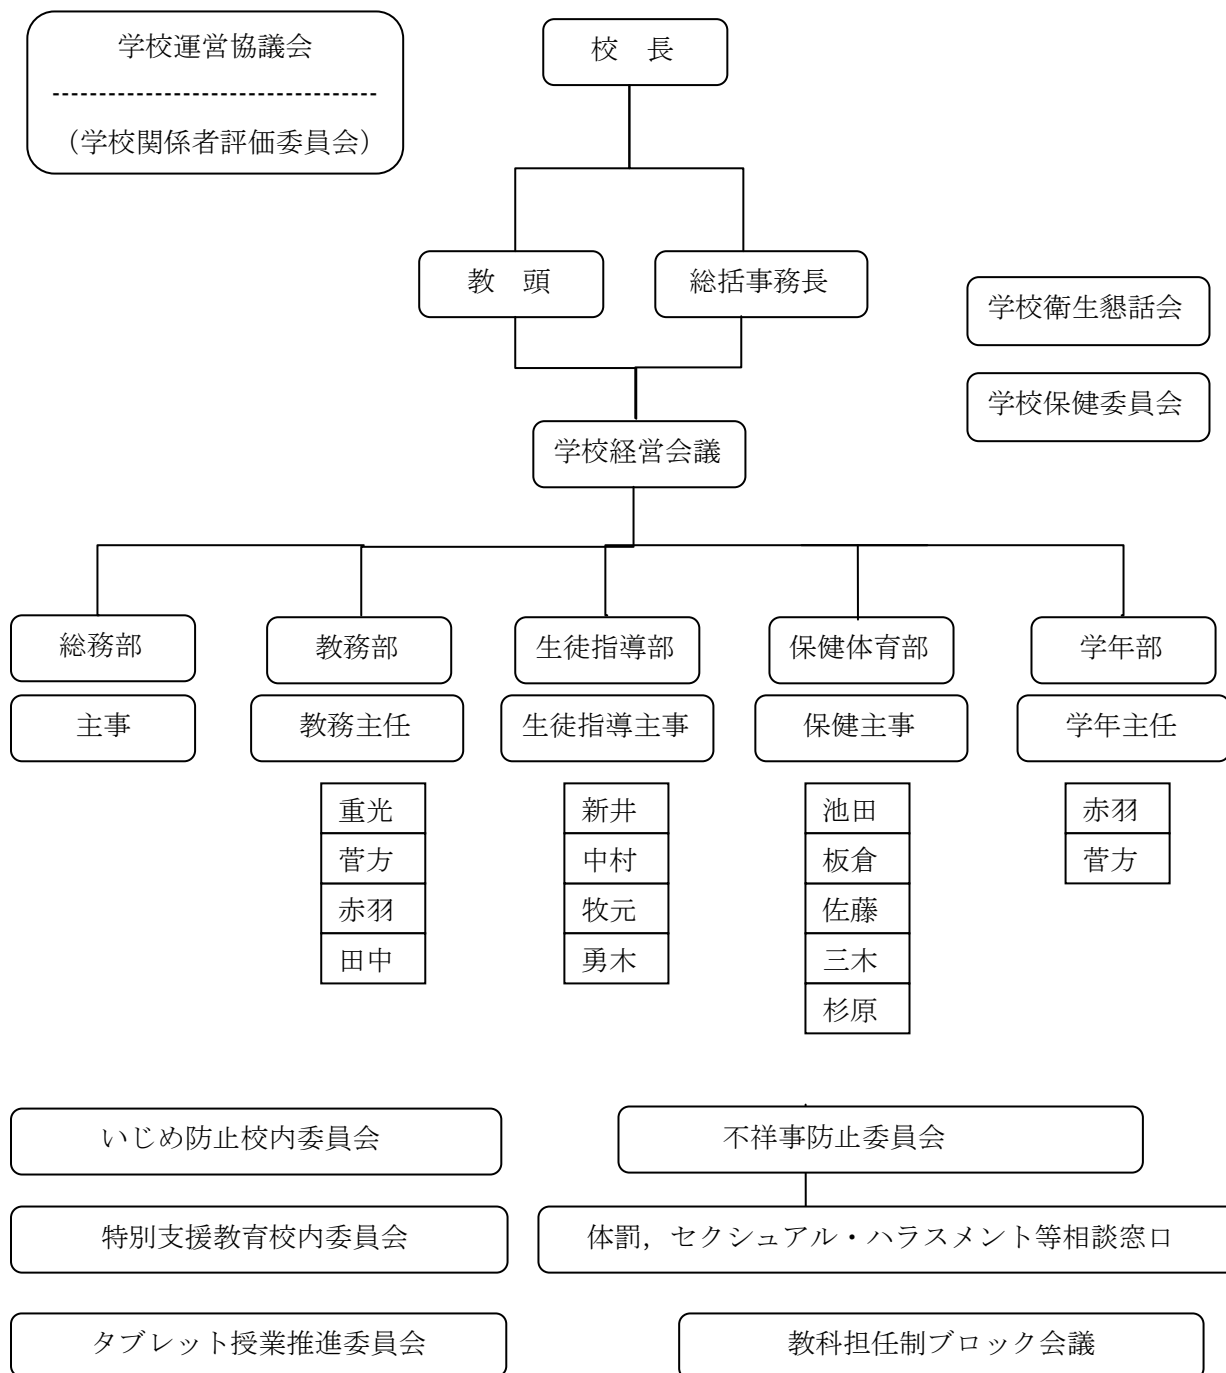 学校運営協議会
（学校関係者評価委員会）
校　長
教　頭
総括事務長
学校衛生懇話会
学校保健委員会
学校経営会議
総務部
教務部
生徒指導部
保健体育部
学年部
主事
教務主任
生徒指導主事
保健主事
学年主任
重光
菅方
赤羽
田中
新井
中村
牧元
勇木
池田
板倉
佐藤
三木
杉原
赤羽
菅方
いじめ防止校内委員会
不祥事防止委員会
特別支援教育校内委員会
体罰，セクシュアル・ハラスメント等相談窓口
タブレット授業推進委員会
教科担任制ブロック会議